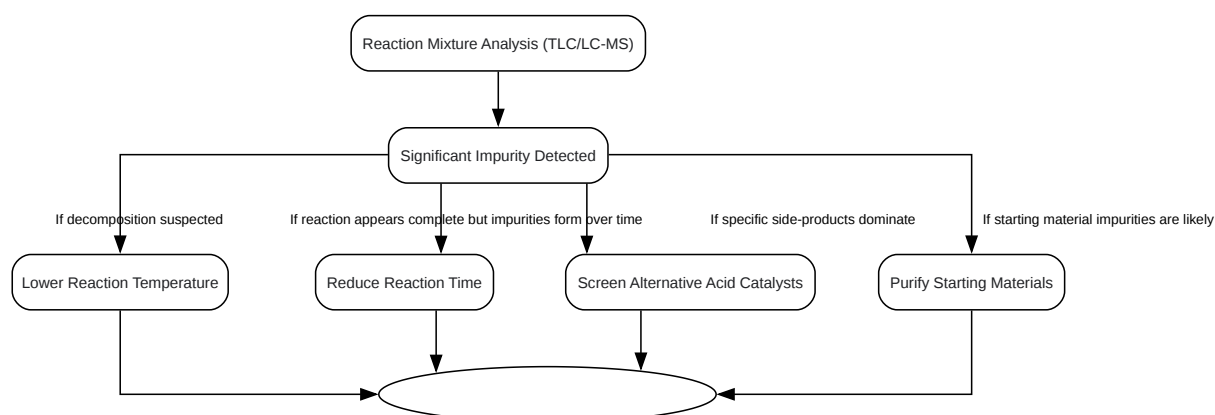 Reaction Mixture Analysis (TLC/LC-MS)
Significant Impurity Detected
If decomposition suspected
If reaction appears complete but impurities form over time
If specific side-products dominate
If starting material impurities are likely
Lower Reaction Temperature
Reduce Reaction Time
Screen Alternative Acid Catalysts
Purify Starting Materials